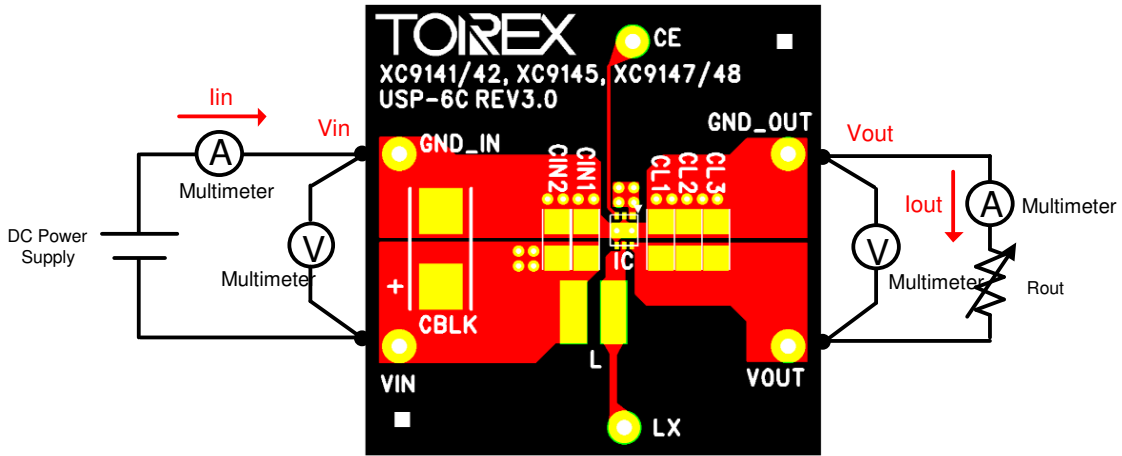 TOIREX
CE
XC9141/42, XC9145, XC9147/48
USP-6C REV3.0
Iin
Vin
GND_IN
GND_OUT
Vout
A
Multimeter
CIN2
CIN1
CL1
CL2
CL3
Iout
A
Multimeter
DC Power
Supply
V
Multimeter
IC
V
Multimeter
Rout
+
CBLK
L
VIN
VOUT
LX